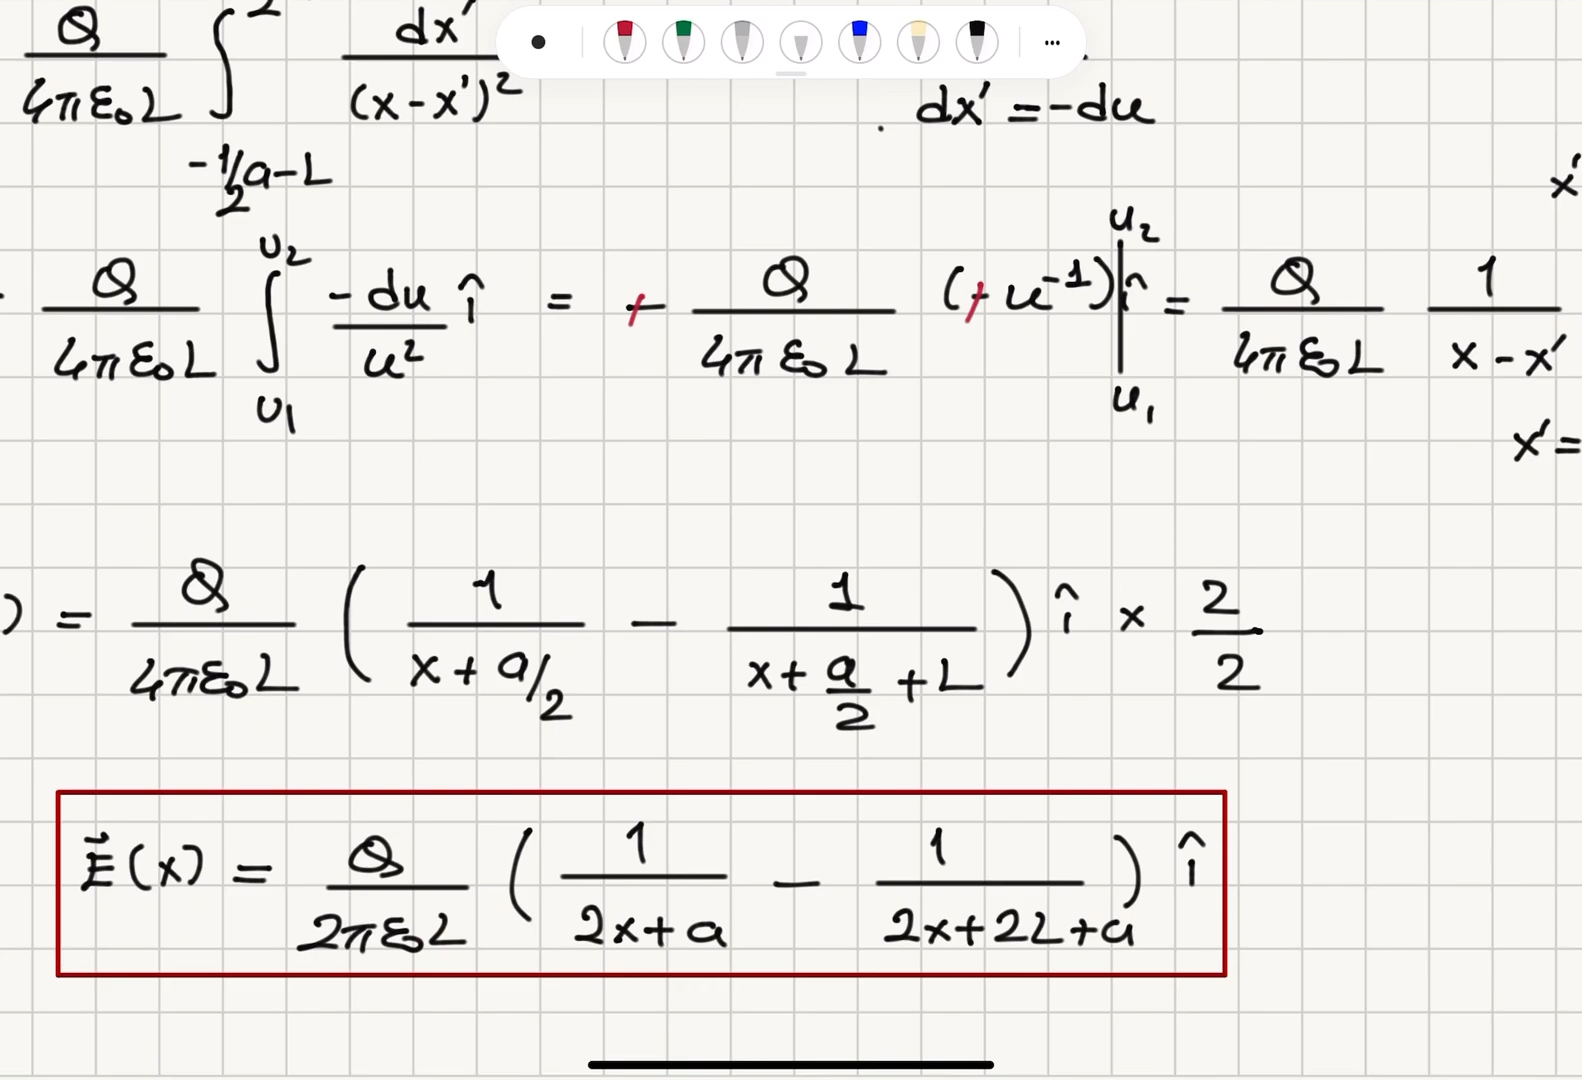 Q/(4πε₀L) ∫_{-1/2a-L} dx'/(x-x')²
dx' = -du
x'
Q/(4πε₀L) ∫_{u₁}^{u₂} -du/u² î = - Q/(4πε₀L) (-u⁻¹)|_{u₁}^{u₂} î = Q/(4πε₀L) 1/(x-x')
x' =
) = Q/(4πε₀L) ( 1/(x+a/2) - 1/(x+a/2+L) ) î × 2/2
E⃗(x) = Q/(2πε₀L) ( 1/(2x+a) - 1/(2x+2L+a) ) î